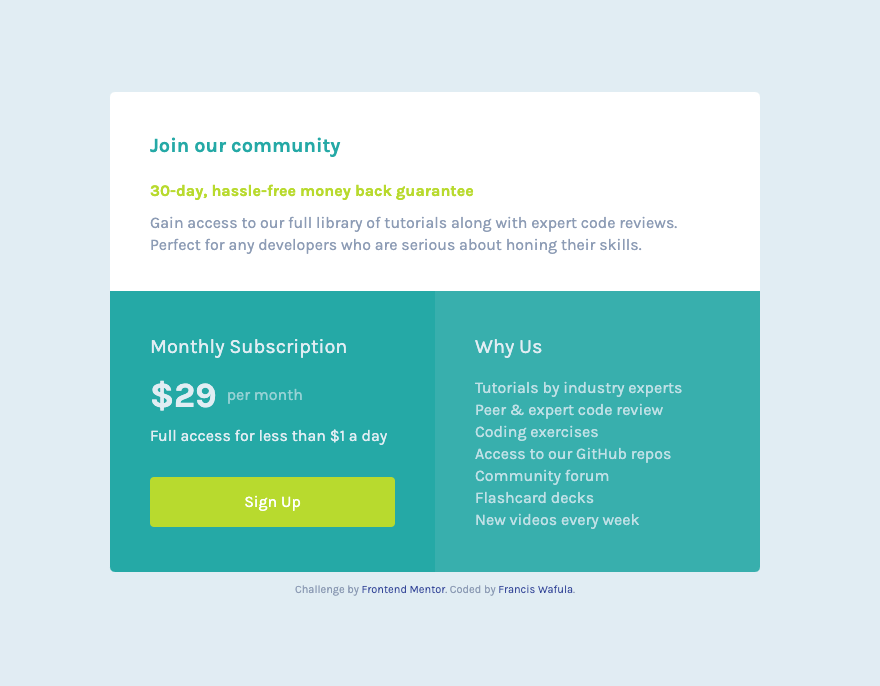 Join our community
30-day, hassle-free money back guarantee
Gain access to our full library of tutorials along with expert code reviews.
Perfect for any developers who are serious about honing their skills.
Monthly Subscription
$29 per month
Full access for less than $1 a day
Sign Up
Why Us
Tutorials by industry experts
Peer & expert code review
Coding exercises
Access to our GitHub repos
Community forum
Flashcard decks
New videos every week
Challenge by Frontend Mentor. Coded by Francis Wafula.